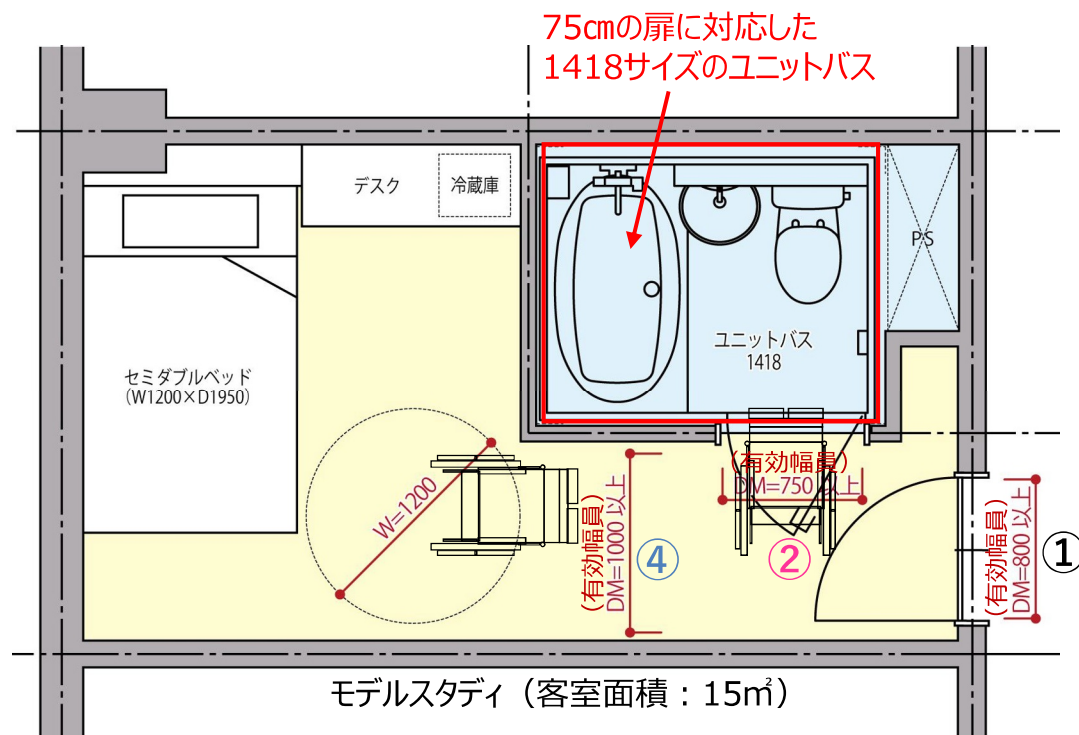 75㎝の扉に対応した
1418サイズのユニットバス
デスク
冷蔵庫
PS
ユニットバス
1418
セミダブルベッド
(W1200×D1950)
W=1200
(有効幅員)
DM=1000 以上
④
(有効幅員)
DM=750 以上
②
(有効幅員)
DM=800 以上
①
モデルスタディ（客室面積：15㎡）